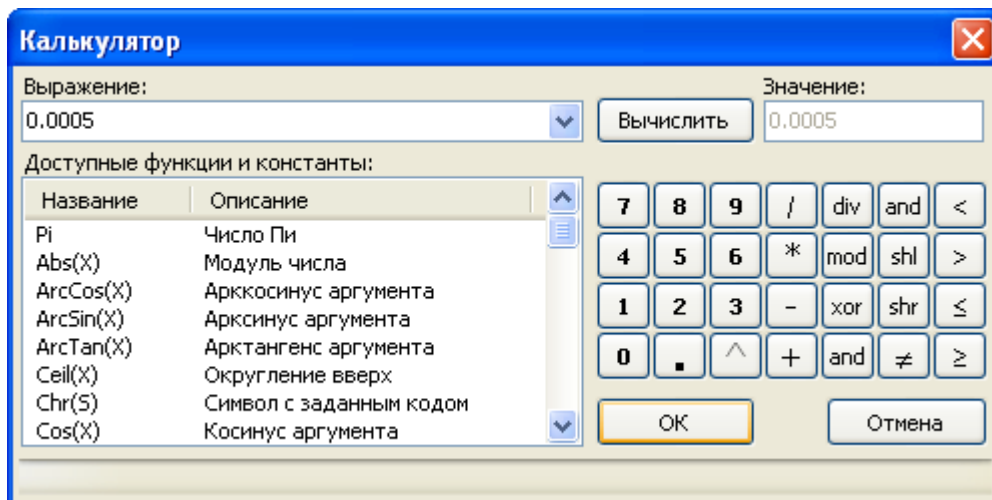 Калькулятор
Выражение:
Значение:
0.0005
Вычислить
0.0005
Доступные функции и константы:
Название Описание
Pi Число Пи
Abs(X) Модуль числа
ArcCos(X) Арккосинус аргумента
ArcSin(X) Арксинус аргумента
ArcTan(X) Арктангенс аргумента
Ceil(X) Округление вверх
Chr(S) Символ с заданным кодом
Cos(X) Косинус аргумента
7 8 9 / div and <
4 5 6 * mod shl >
1 2 3 - xor shr ≤
0 . ^ + and ≠ ≥
OK Отмена